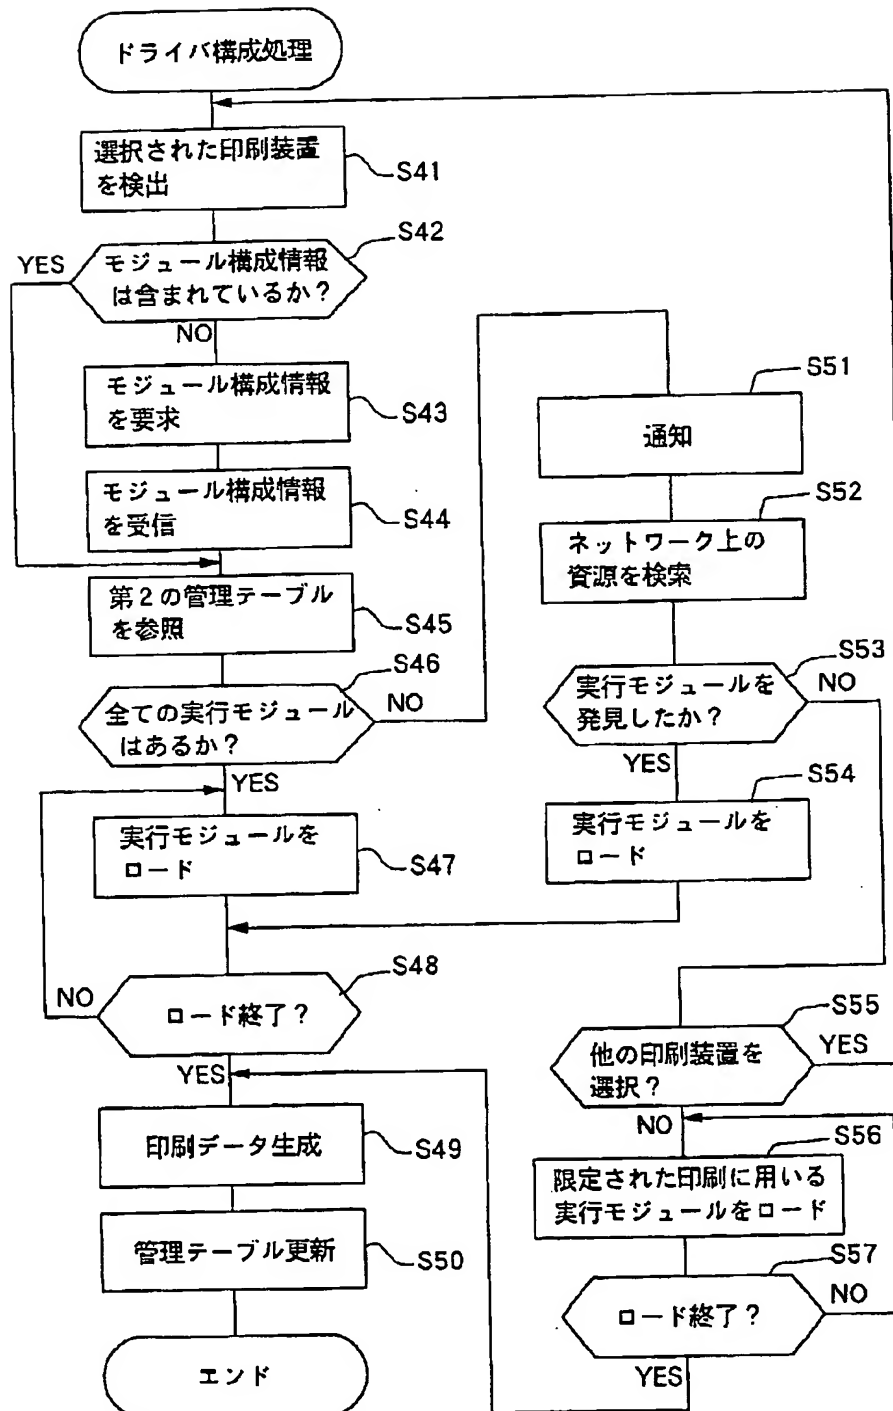 ドライバ構成処理
選択された印刷装置
を検出
S41
S42
YES
モジュール構成情報
は含まれているか?
NO
モジュール構成情報
を要求
S43
モジュール構成情報
を受信
S44
第2の管理テーブル
を参照
S45
S46
全ての実行モジュール
はあるか?
NO
YES
実行モジュールを
ロード
S47
S48
NO
ロード終了?
YES
印刷データ生成
S49
管理テーブル更新
S50
エンド
S51
通知
S52
ネットワーク上の
資源を検索
S53
実行モジュールを
発見したか?
NO
YES
S54
実行モジュールを
ロード
S55
他の印刷装置を
選択?
YES
NO
S56
限定された印刷に用いる
実行モジュールをロード
S57
ロード終了?
NO
YES